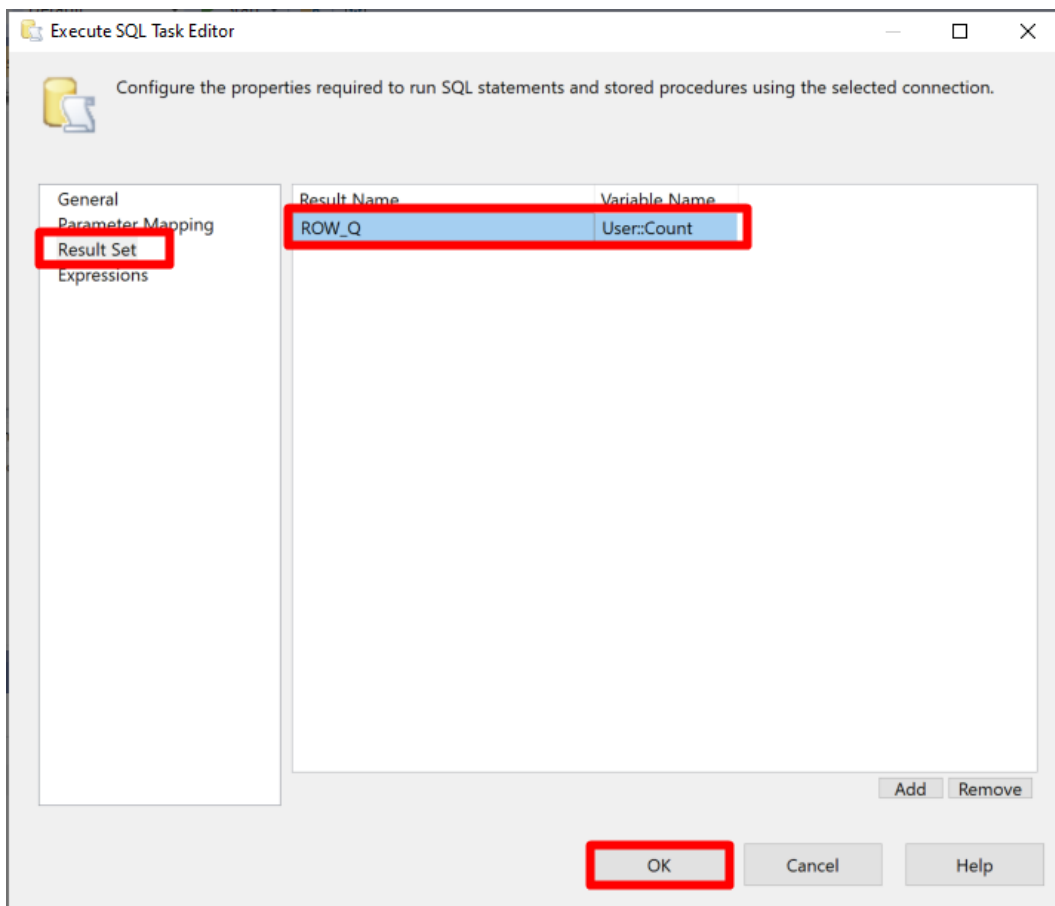 Execute SQL Task Editor
Configure the properties required to run SQL statements and stored procedures using the selected connection.
General
Parameter Mapping
Result Set
Expressions
Result Name Variable Name
ROW_Q User::Count
Add Remove
OK Cancel Help